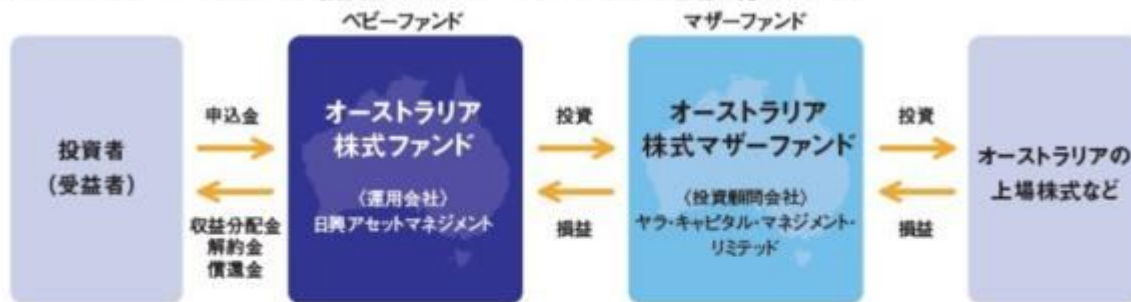 ベビーファンド
マザーファンド
投資者
(受益者)
申込金
収益分配金
解約金
償還金
オーストラリア
株式ファンド
〈運用会社〉
日興アセットマネジメント
投資
損益
オーストラリア
株式マザーファンド
〈投資顧問会社〉
ヤラ・キャピタル・マネジメント・
リミテッド
投資
損益
オーストラリアの
上場株式など